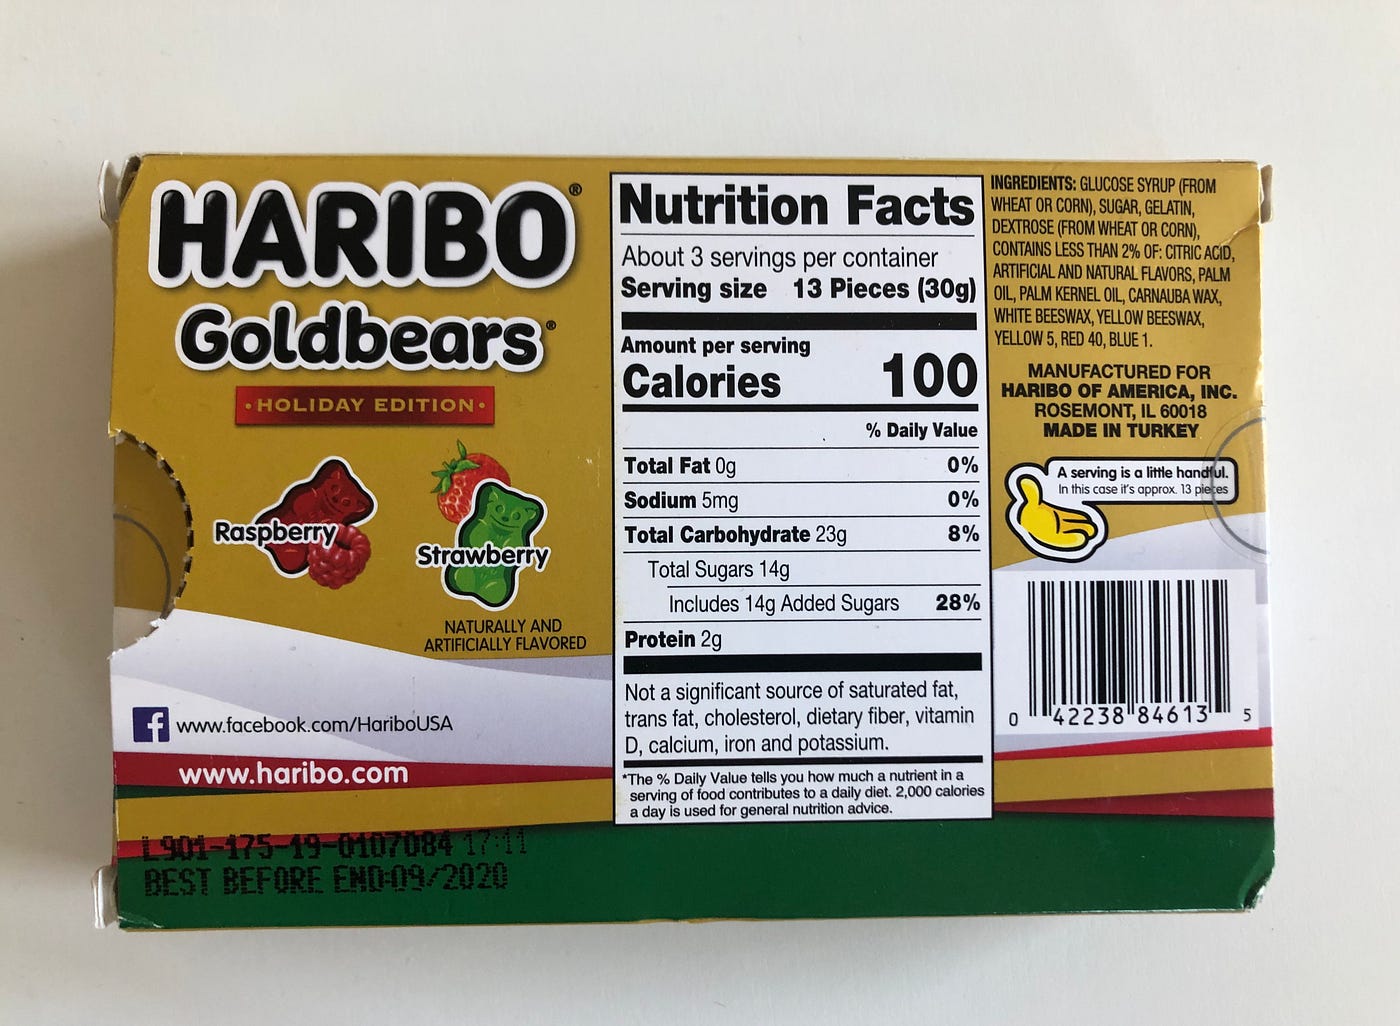 HARIBO®
Goldbears®
• HOLIDAY EDITION •
Raspberry
Strawberry
NATURALLY AND
ARTIFICIALLY FLAVORED
f www.facebook.com/HariboUSA
www.haribo.com
L901-175-19-0107084 17:11
BEST BEFORE END:09/2020
Nutrition Facts
About 3 servings per container
Serving size 13 Pieces (30g)
Amount per serving
Calories 100
% Daily Value
Total Fat 0g 0%
Sodium 5mg 0%
Total Carbohydrate 23g 8%
Total Sugars 14g
Includes 14g Added Sugars 28%
Protein 2g
Not a significant source of saturated fat,
trans fat, cholesterol, dietary fiber, vitamin
D, calcium, iron and potassium.
*The % Daily Value tells you how much a nutrient in a
serving of food contributes to a daily diet. 2,000 calories
a day is used for general nutrition advice.
INGREDIENTS: GLUCOSE SYRUP (FROM
WHEAT OR CORN), SUGAR, GELATIN,
DEXTROSE (FROM WHEAT OR CORN),
CONTAINS LESS THAN 2% OF: CITRIC ACID,
ARTIFICIAL AND NATURAL FLAVORS, PALM
OIL, PALM KERNEL OIL, CARNAUBA WAX,
WHITE BEESWAX, YELLOW BEESWAX,
YELLOW 5, RED 40, BLUE 1.
MANUFACTURED FOR
HARIBO OF AMERICA, INC.
ROSEMONT, IL 60018
MADE IN TURKEY
A serving is a little handful.
In this case it's approx. 13 pieces
0 42238 84613 5